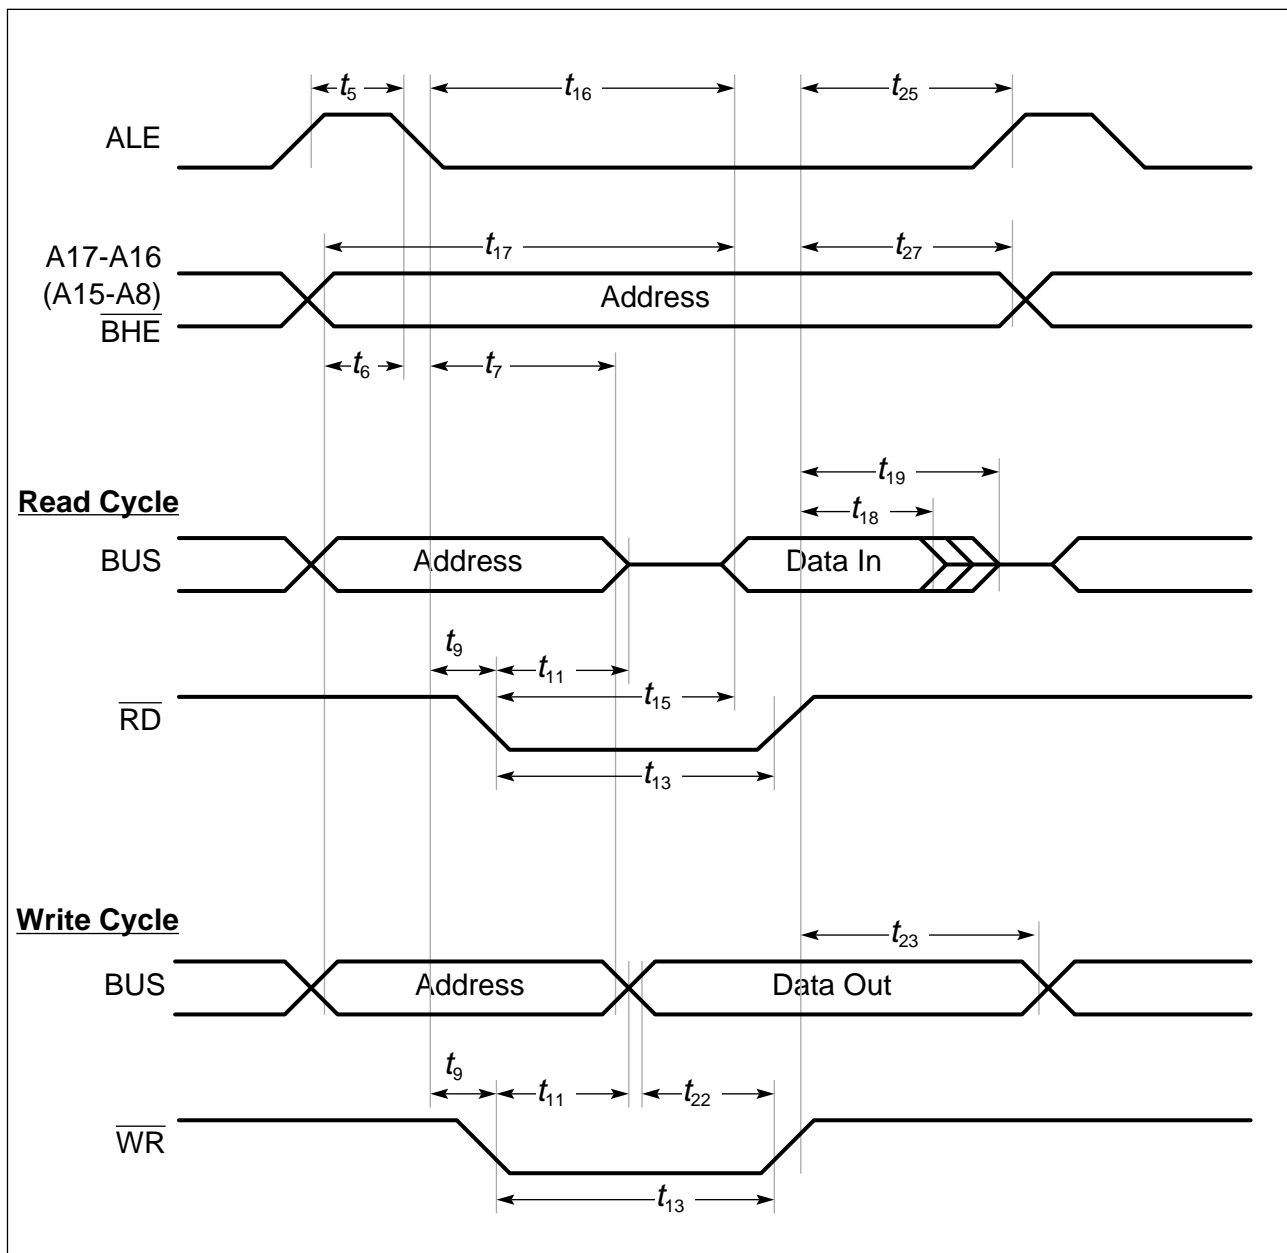 t5
t16
t25
ALE
A17-A16
(A15-A8)
BHE
t17
t27
Address
t6
t7
t19
Read Cycle
t18
BUS
Address
Data In
t9
t11
t15
RD
t13
Write Cycle
t23
BUS
Address
Data Out
t9
t11
t22
WR
t13